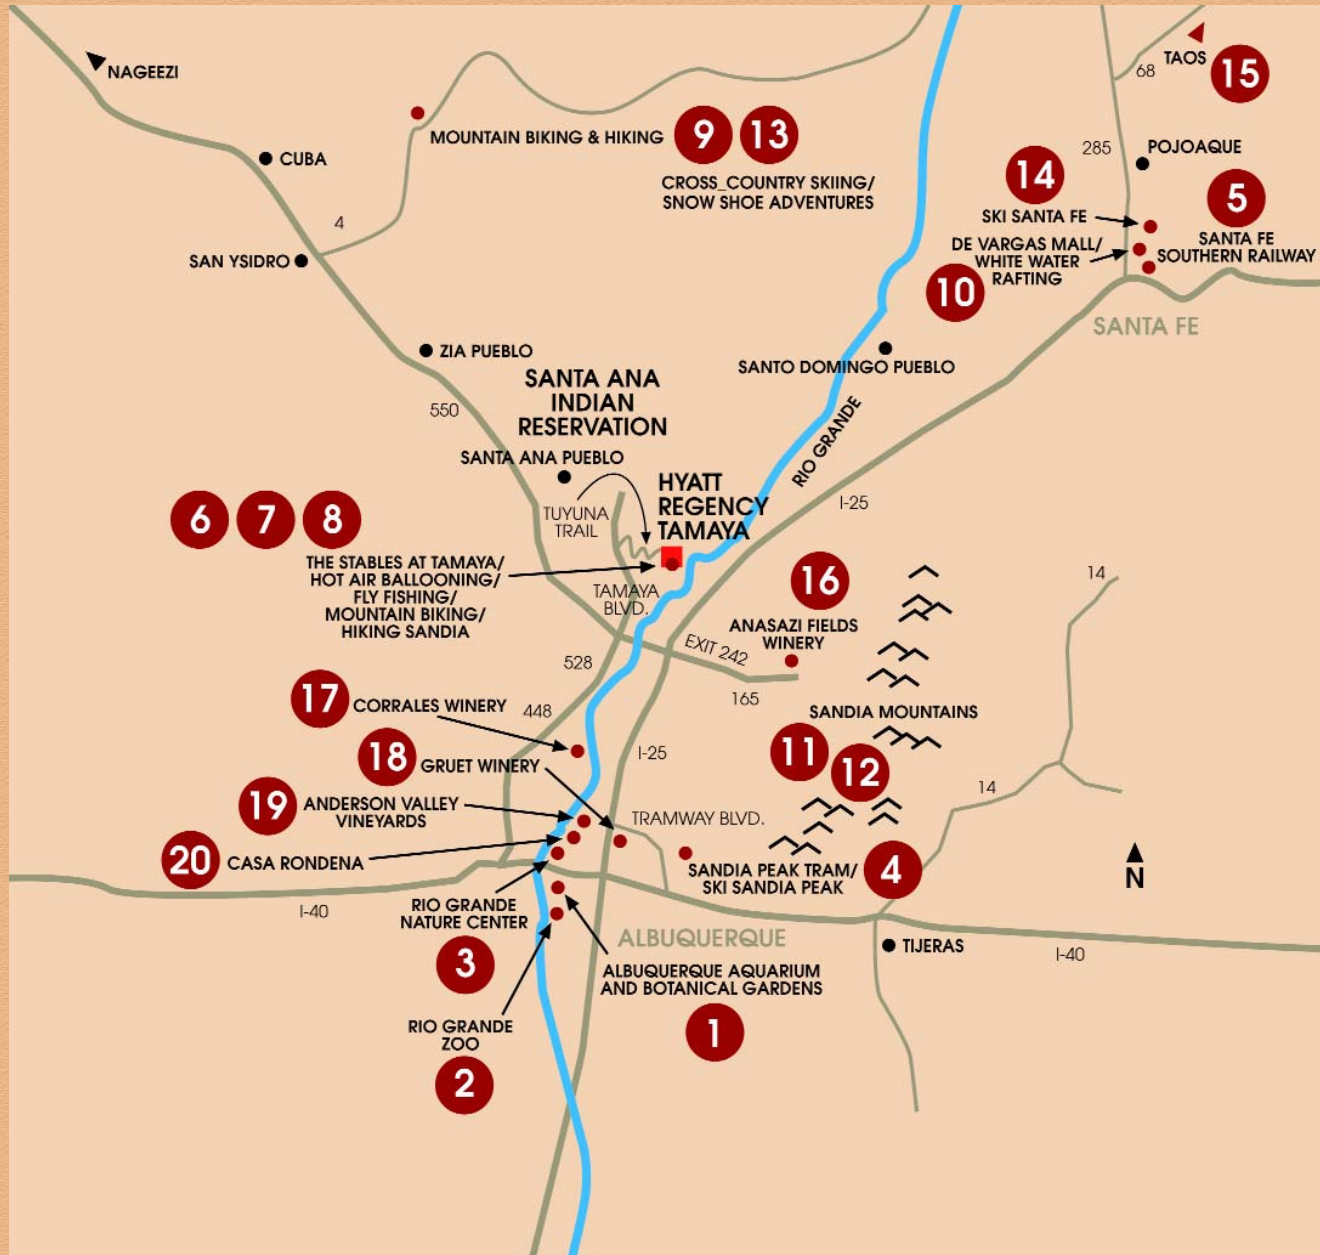 NAGEEZI
TAOS
68
15
CUBA
MOUNTAIN BIKING & HIKING
9
13
CROSS_COUNTRY SKIING/
SNOW SHOE ADVENTURES
285
POJOAQUE
14
SKI SANTA FE
5
SANTA FE
SOUTHERN RAILWAY
DE VARGAS MALL/
WHITE WATER
RAFTING
10
4
SAN YSIDRO
SANTA FE
ZIA PUEBLO
SANTO DOMINGO PUEBLO
550
SANTA ANA
INDIAN
RESERVATION
SANTA ANA PUEBLO
RIO GRANDE
I-25
HYATT
REGENCY
TAMAYA
TUYUNA
TRAIL
6
7
8
THE STABLES AT TAMAYA/
HOT AIR BALLOONING/
FLY FISHING/
MOUNTAIN BIKING/
HIKING SANDIA
TAMAYA
BLVD.
16
ANASAZI FIELDS
WINERY
14
EXIT 242
165
528
17
CORRALES WINERY
448
SANDIA MOUNTAINS
18
GRUET WINERY
I-25
11
12
14
19
ANDERSON VALLEY
VINEYARDS
TRAMWAY BLVD.
20
CASA RONDENA
SANDIA PEAK TRAM/
SKI SANDIA PEAK
4
N
I-40
RIO GRANDE
NATURE CENTER
3
ALBUQUERQUE
TIJERAS
I-40
ALBUQUERQUE AQUARIUM
AND BOTANICAL GARDENS
1
RIO GRANDE
ZOO
2